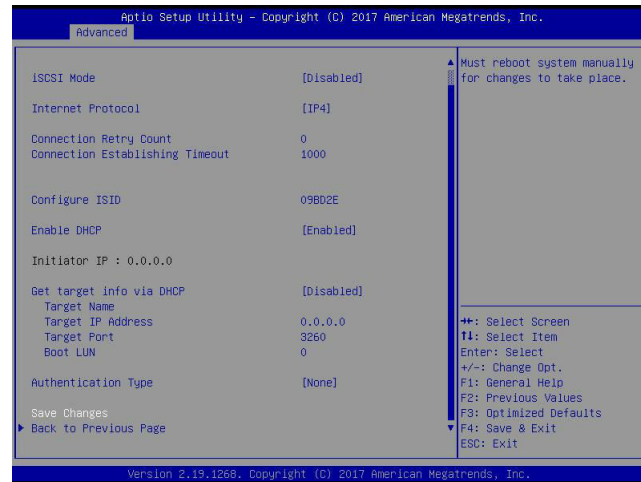 Aptio Setup Utility – Copyright (C) 2017 American Megatrends, Inc.
Advanced
iSCSI Mode [Disabled]
Internet Protocol [IP4]
Connection Retry Count 0
Connection Establishing Timeout 1000
Configure ISID 09BD2E
Enable DHCP [Enabled]
Initiator IP : 0.0.0.0
Get target info via DHCP [Disabled]
Target Name
Target IP Address 0.0.0.0
Target Port 3260
Boot LUN 0
Authentication Type [None]
Save Changes
Back to Previous Page
Must reboot system manually
for changes to take place.
→←: Select Screen
↑↓: Select Item
Enter: Select
+/-: Change Opt.
F1: General Help
F2: Previous Values
F3: Optimized Defaults
F4: Save & Exit
ESC: Exit
Version 2.19.1268. Copyright (C) 2017 American Megatrends, Inc.